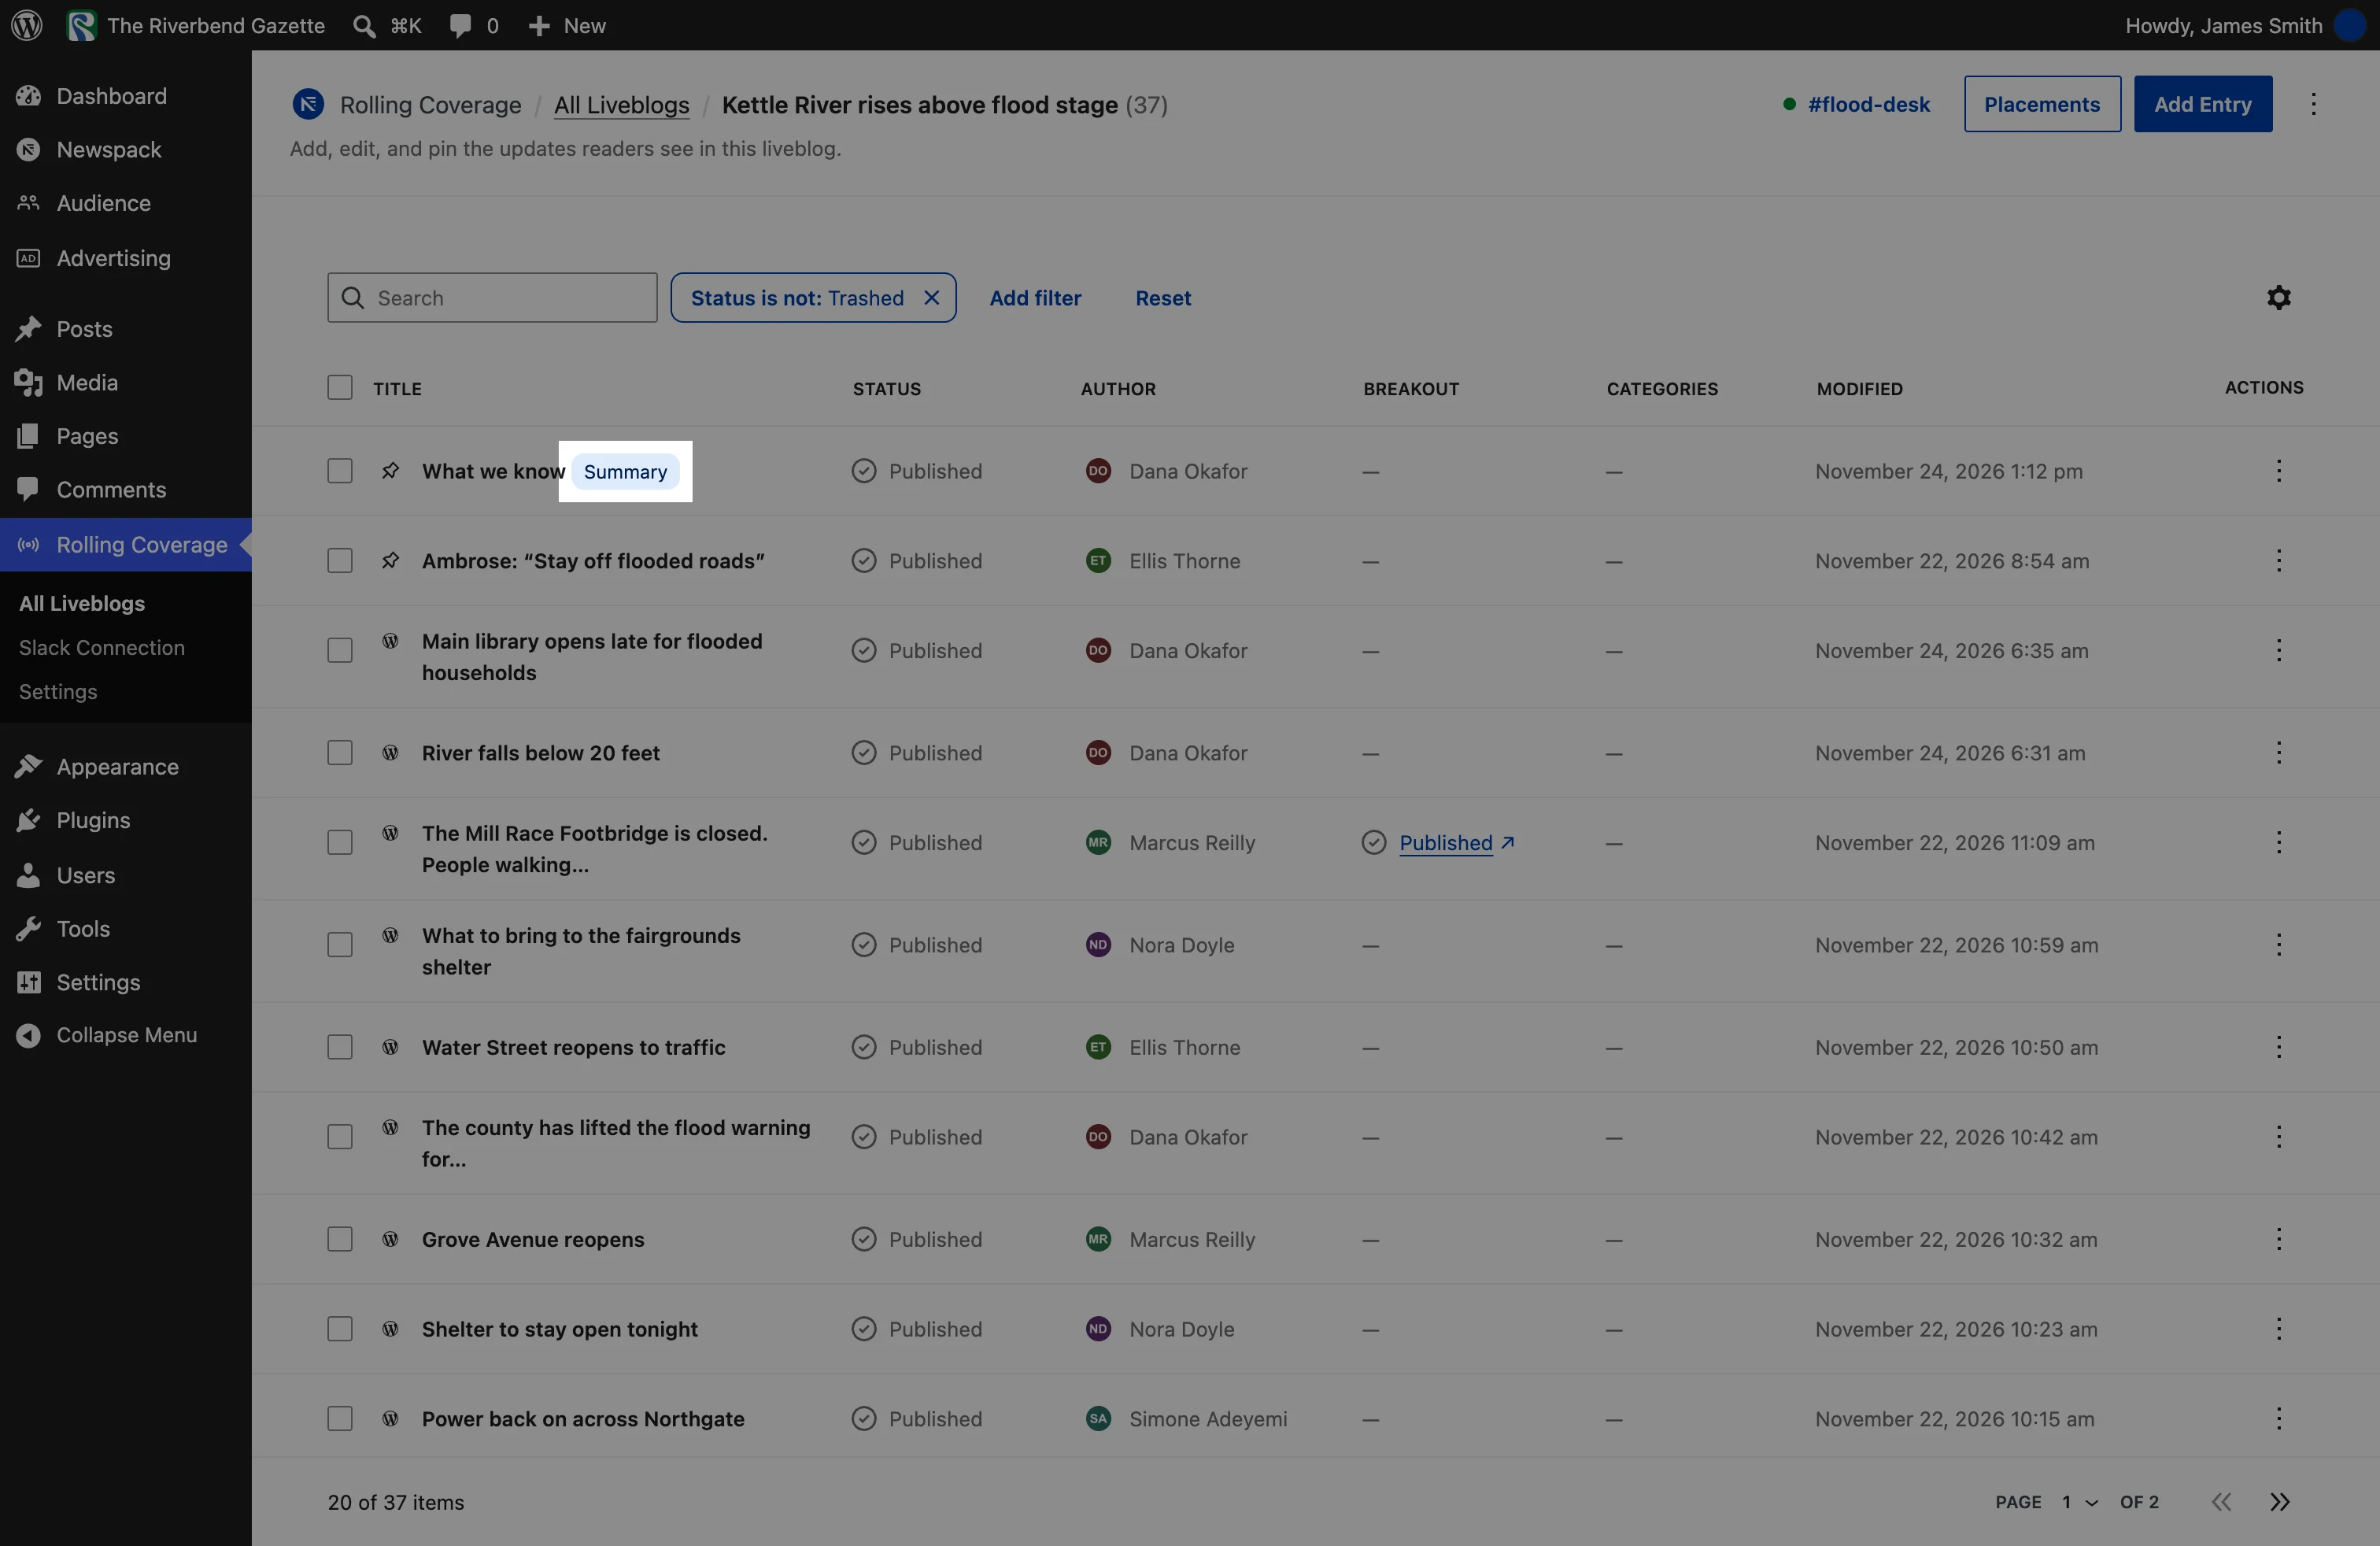 The Riverbend Gazette ⌘K 0 New Howdy, James Smith
Dashboard
Newspack
Audience
Advertising
Posts
Media
Pages
Comments
Rolling Coverage
All Liveblogs
Slack Connection
Settings
Appearance
Plugins
Users
Tools
Settings
Collapse Menu
Rolling Coverage / All Liveblogs / Kettle River rises above flood stage (37)
#flood-desk Placements Add Entry
Add, edit, and pin the updates readers see in this liveblog.
Search Status is not: Trashed Add filter Reset
TITLE STATUS AUTHOR BREAKOUT CATEGORIES MODIFIED ACTIONS
What we know Summary Published DO Dana Okafor — — November 24, 2026 1:12 pm
Ambrose: “Stay off flooded roads” Published ET Ellis Thorne — — November 22, 2026 8:54 am
Main library opens late for flooded
households
Published DO Dana Okafor — — November 24, 2026 6:35 am
River falls below 20 feet Published DO Dana Okafor — — November 24, 2026 6:31 am
The Mill Race Footbridge is closed.
People walking...
Published MR Marcus Reilly Published ↗ — November 22, 2026 11:09 am
What to bring to the fairgrounds
shelter
Published ND Nora Doyle — — November 22, 2026 10:59 am
Water Street reopens to traffic Published ET Ellis Thorne — — November 22, 2026 10:50 am
The county has lifted the flood warning
for...
Published DO Dana Okafor — — November 22, 2026 10:42 am
Grove Avenue reopens Published MR Marcus Reilly — — November 22, 2026 10:32 am
Shelter to stay open tonight Published ND Nora Doyle — — November 22, 2026 10:23 am
Power back on across Northgate Published SA Simone Adeyemi — — November 22, 2026 10:15 am
20 of 37 items PAGE 1 OF 2